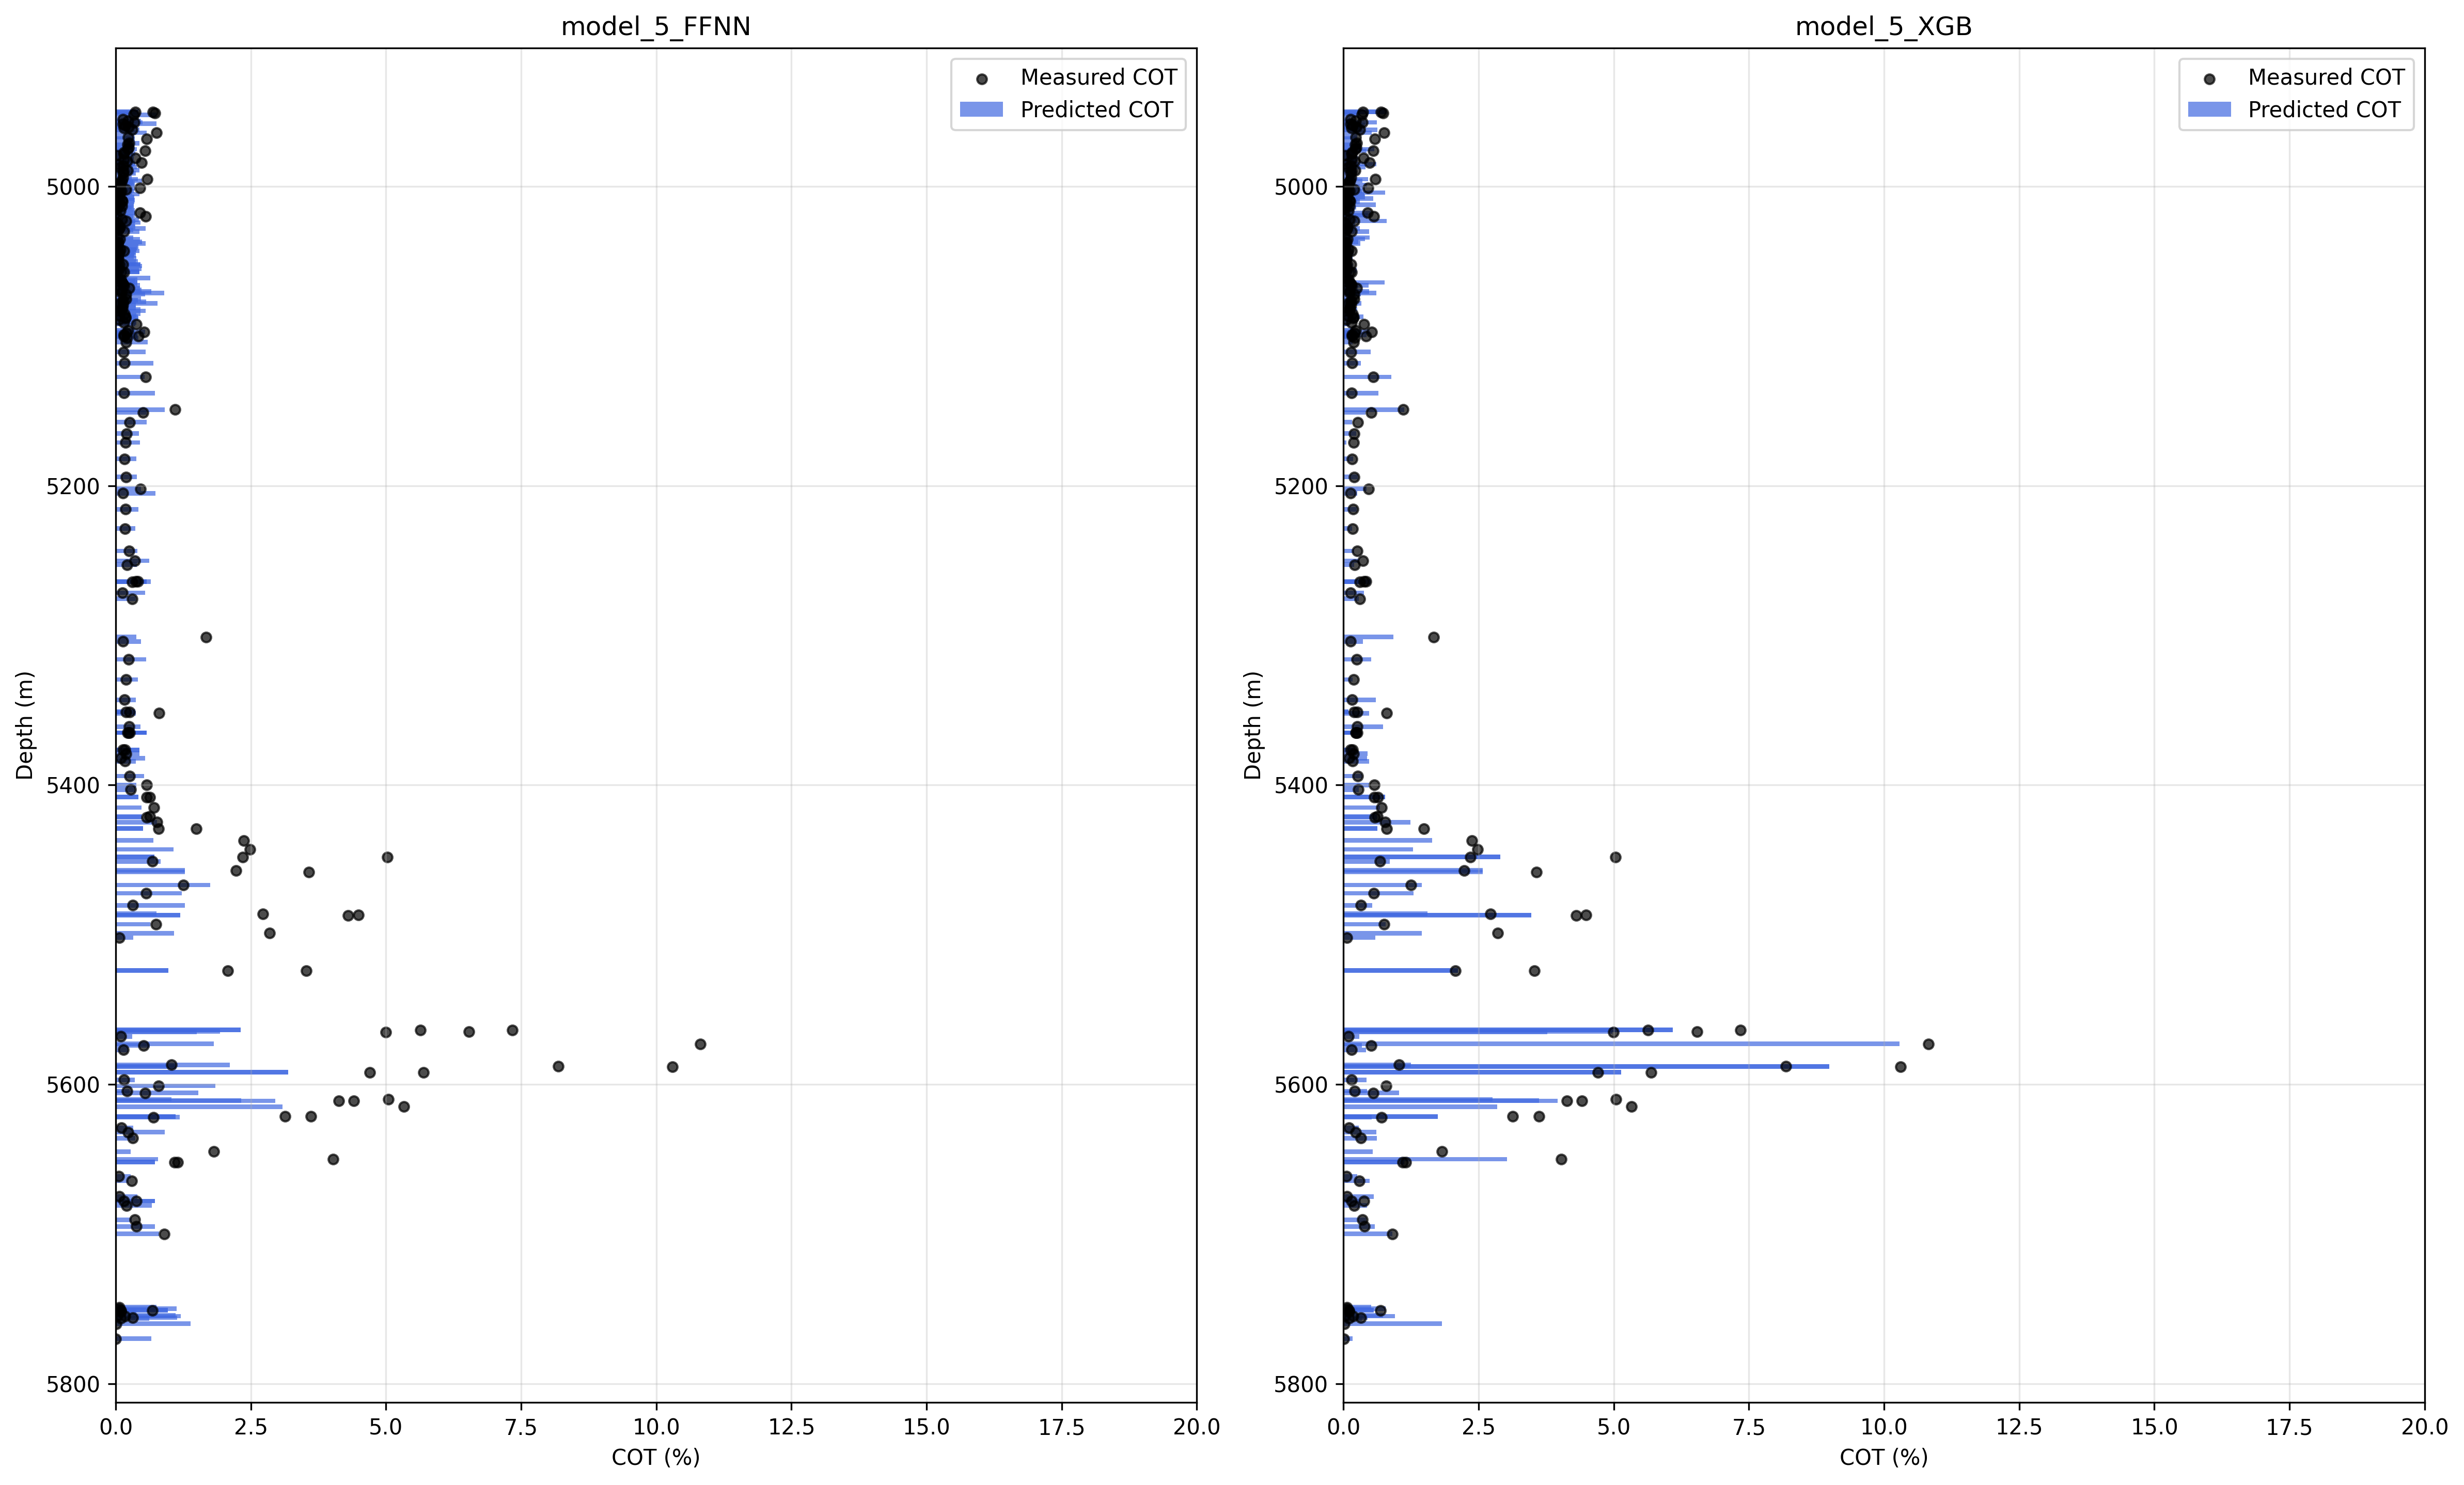 model_5_FFNN
Measured COT
Predicted COT
Depth (m)
5000
5200
5400
5600
5800
0.0 2.5 5.0 7.5 10.0 12.5 15.0 17.5 20.0
COT (%)
model_5_XGB
Measured COT
Predicted COT
Depth (m)
5000
5200
5400
5600
5800
0.0 2.5 5.0 7.5 10.0 12.5 15.0 17.5 20.0
COT (%)